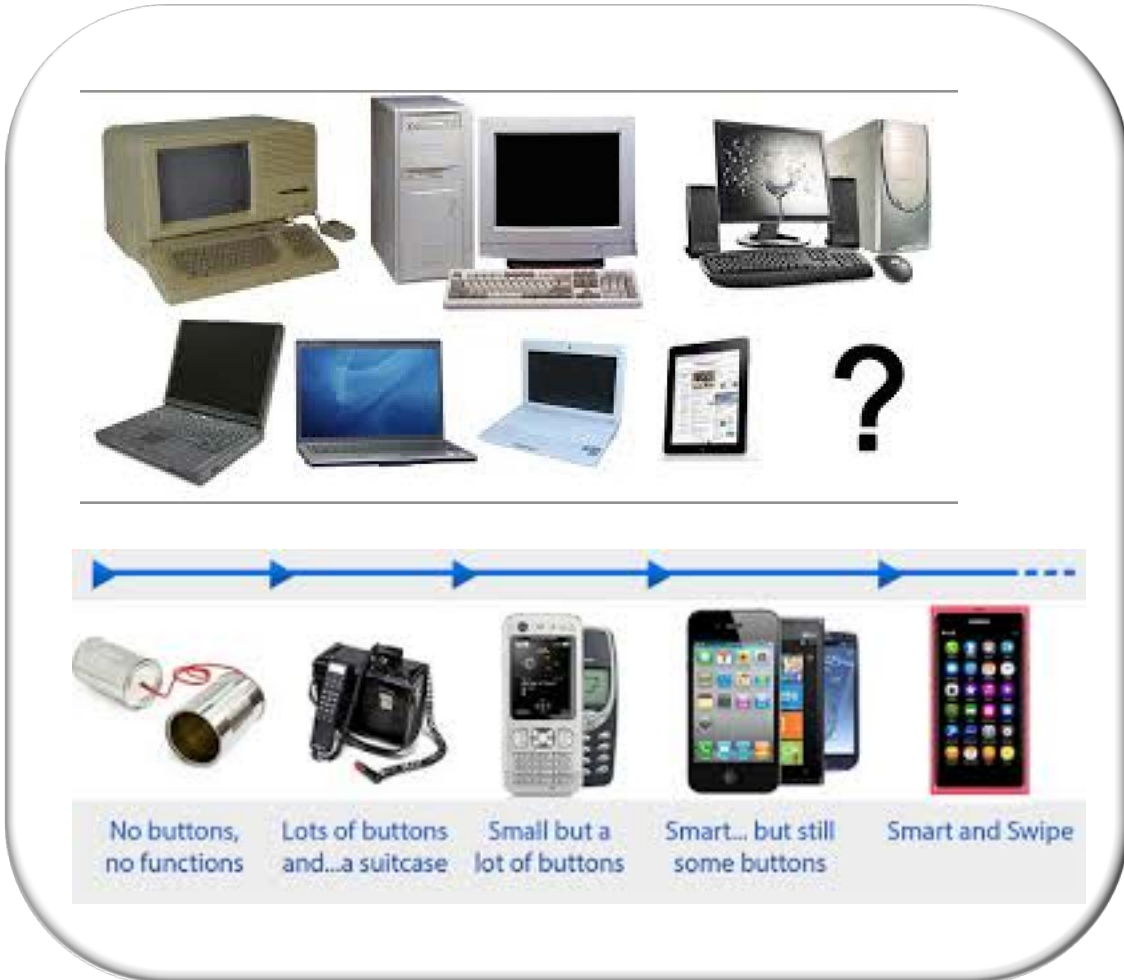 ?
No buttons,
no functions
Lots of buttons
and...a suitcase
Small but a
lot of buttons
Smart... but still
some buttons
Smart and Swipe